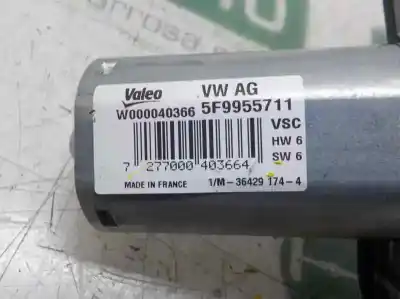 Valeo VW AG
W000040366 5F9955711
VSC
HW 6
7 277000 403664 SW 6
MADE IN FRANCE 1/M-36429 174-4